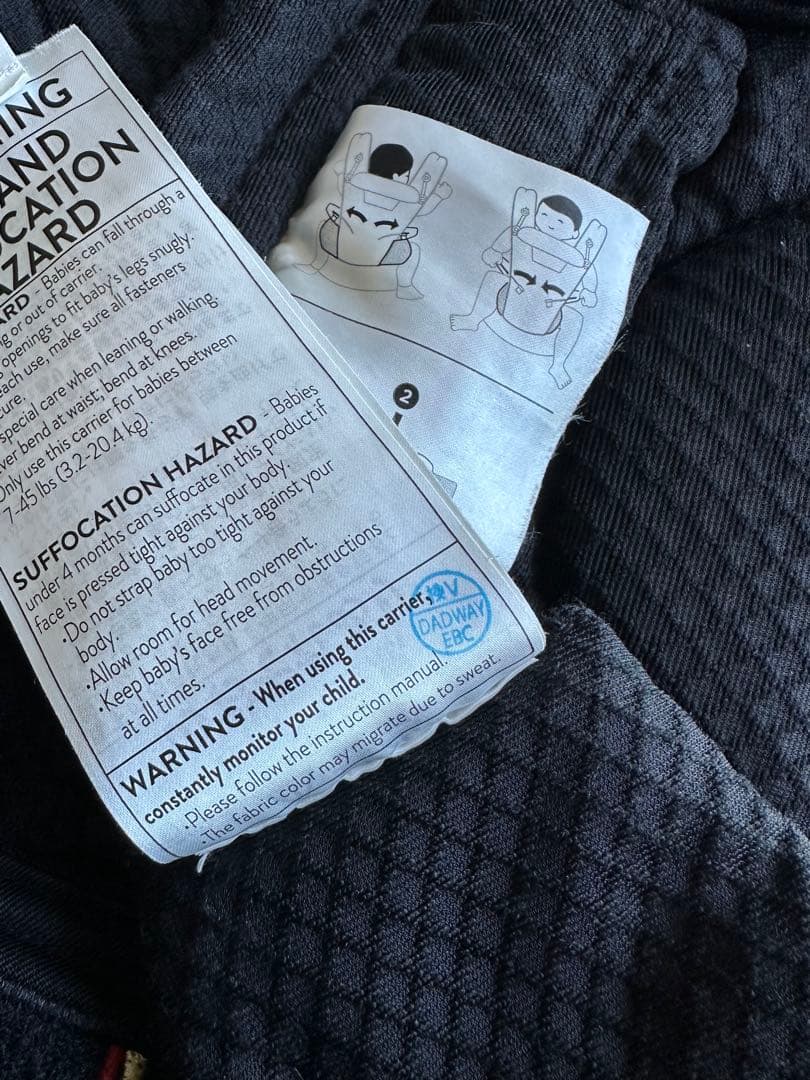 ING
AND
OCATION
AZARD
RD - Babies can fall through a
g or out of carrier.
openings to fit baby's legs snugly.
ach use, make sure all fasteners
ure.
special care when leaning or walking.
ver bend at waist; bend at knees.
Only use this carrier for babies between
7-45 lbs (3.2-20.4 kg).
SUFFOCATION HAZARD - Babies
under 4 months can suffocate in this product if
face is pressed tight against your body.
·Do not strap baby too tight against your
body.
·Allow room for head movement.
·Keep baby's face free from obstructions
at all times.
WARNING - When using this carrier,
constantly monitor your child.
·Please follow the instruction manual.
·The fabric color may migrate due to sweat.
DADWAY
EBC
2